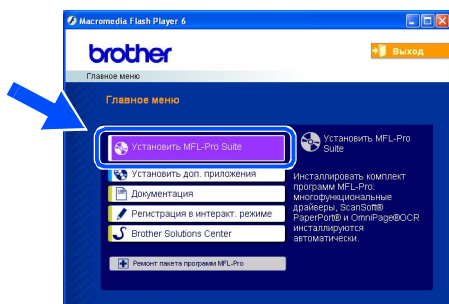 Macromedia Flash Player 6
brother
Выход
Главное меню
Главное меню
Установить MFL-Pro Suite
Установить доп. приложения
Документация
Регистрация в интеракт. режиме
Brother Solutions Center
Ремонт пакета программ MFL-Pro
Установить MFL-Pro
Suite
Инсталлировать комплект
программ MFL-Pro:
многофункциональные
драйверы, ScanSoft®
PaperPort® и OmniPage®OCR
инсталлируются
автоматически.